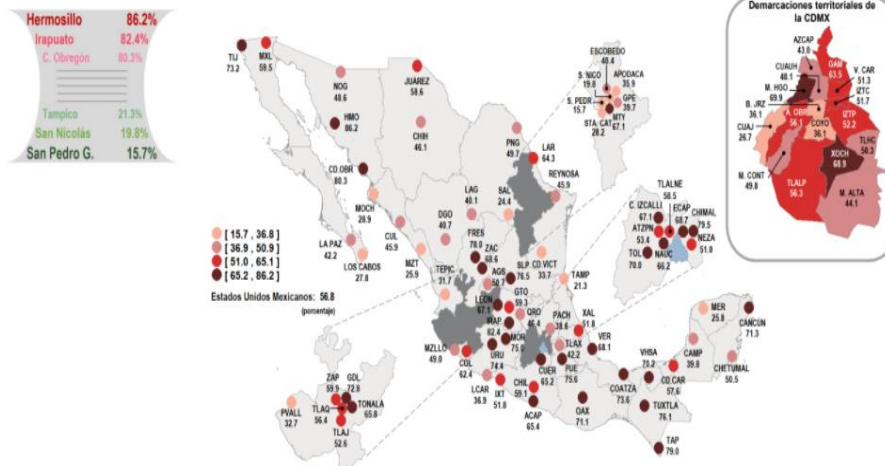 Hermosillo 86.2%
Irapuato 82.4%
C. Obregón 80.3%
Tampico 21.3%
San Nicolás 19.8%
San Pedro G. 15.7%
TIJ
73.2
MXL
59.5
NOG
48.6
HMO
86.2
JUÁREZ
58.6
CHIH
46.1
CD.OBR
80.3
MOCH
28.9
CUL
45.9
LA PAZ
42.2
LOS CABOS
27.8
DGO
40.7
LAG
40.1
SAL
24.4
MZT
25.9
TEPIC
31.7
FRES
78.0
ZAC
68.6
AGS
50.7
SLP
76.5
PNG
49.7
LAR
64.3
REYNOSA
45.9
CD.VICT
33.7
TAMP
21.3
LEÓN
67.1
GTO
59.3
IRAP
82.4
QRO
46.4
MOR
75.0
URU
74.4
MZLLO
49.0
COL
62.4
LCAR
36.9
IXT
51.8
CHIL
59.1
ACAP
65.4
CUER
65.2
PUE
75.6
PACH
38.6
TLAX
42.2
XAL
61.8
VER
68.1
OAX
71.1
COATZA
73.6
VHSA
70.2
CD.CAR
57.6
TUXTLA
76.1
TAP
79.0
CAMP
39.8
MER
25.8
CANCÚN
71.3
CHETUMAL
50.5
ESCOBEDO
48.4
S. NICO
19.8
APODACA
35.9
S. PEDR
15.7
GPE
39.7
STA. CAT
28.2
MTY
67.1
TLALNE
58.5
C. IZCALLI
67.1
ECAP
68.7
CHIMAL
79.5
ATZPN
53.4
NEZA
51.0
TOL
70.0
NAUC
66.2
ZAP
59.9
GDL
72.8
TONALA
65.8
TLAQ
56.4
TLAJ
52.6
PVALL
32.7
[ 15.7 , 36.8 ]
[ 36.9 , 50.9 ]
[ 51.0 , 65.1 ]
[ 65.2 , 86.2 ]
Estados Unidos Mexicanos: 56.8
(porcentaje)
Demarcaciones territoriales de
la CDMX
AZCAP
43.0
CUAUH
48.1
M. HGO
69.9
B. JRZ
36.1
CUAJ
26.7
M. CONT
49.8
GAM
63.5
V. CAR
51.3
IZTC
51.7
IZTP
52.2
A. OBR
56.1
COYO
36.1
TLHC
50.3
XOCH
68.9
TLALP
56.3
M. ALTA
44.1